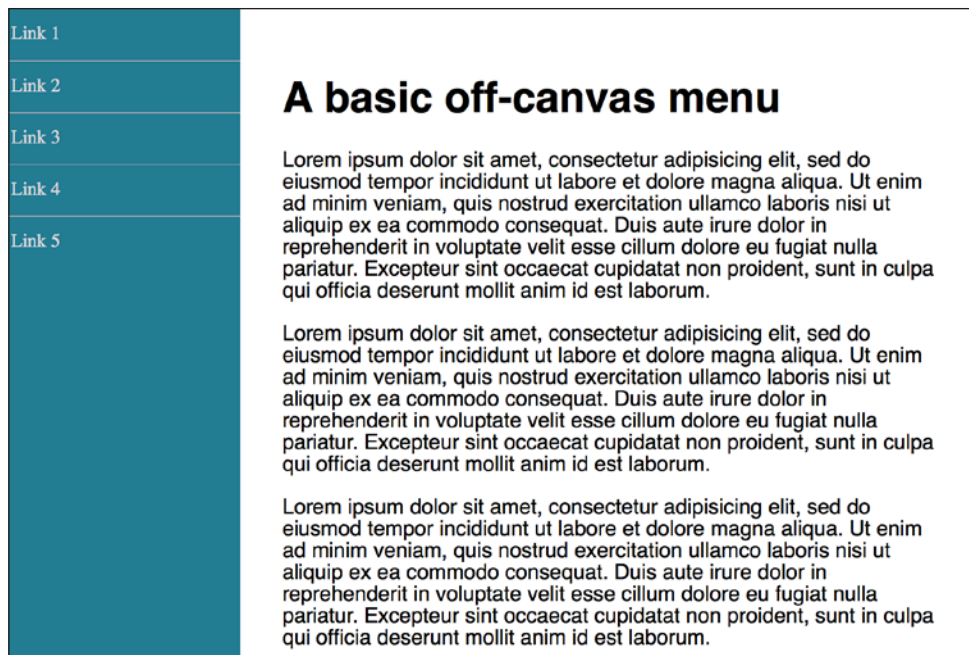 Link 1
Link 2
Link 3
Link 4
Link 5
A basic off-canvas menu
Lorem ipsum dolor sit amet, consectetur adipisicing elit, sed do
eiusmod tempor incididunt ut labore et dolore magna aliqua. Ut enim
ad minim veniam, quis nostrud exercitation ullamco laboris nisi ut
aliquip ex ea commodo consequat. Duis aute irure dolor in
reprehenderit in voluptate velit esse cillum dolore eu fugiat nulla
pariatur. Excepteur sint occaecat cupidatat non proident, sunt in culpa
qui officia deserunt mollit anim id est laborum.
Lorem ipsum dolor sit amet, consectetur adipisicing elit, sed do
eiusmod tempor incididunt ut labore et dolore magna aliqua. Ut enim
ad minim veniam, quis nostrud exercitation ullamco laboris nisi ut
aliquip ex ea commodo consequat. Duis aute irure dolor in
reprehenderit in voluptate velit esse cillum dolore eu fugiat nulla
pariatur. Excepteur sint occaecat cupidatat non proident, sunt in culpa
qui officia deserunt mollit anim id est laborum.
Lorem ipsum dolor sit amet, consectetur adipisicing elit, sed do
eiusmod tempor incididunt ut labore et dolore magna aliqua. Ut enim
ad minim veniam, quis nostrud exercitation ullamco laboris nisi ut
aliquip ex ea commodo consequat. Duis aute irure dolor in
reprehenderit in voluptate velit esse cillum dolore eu fugiat nulla
pariatur. Excepteur sint occaecat cupidatat non proident, sunt in culpa
qui officia deserunt mollit anim id est laborum.